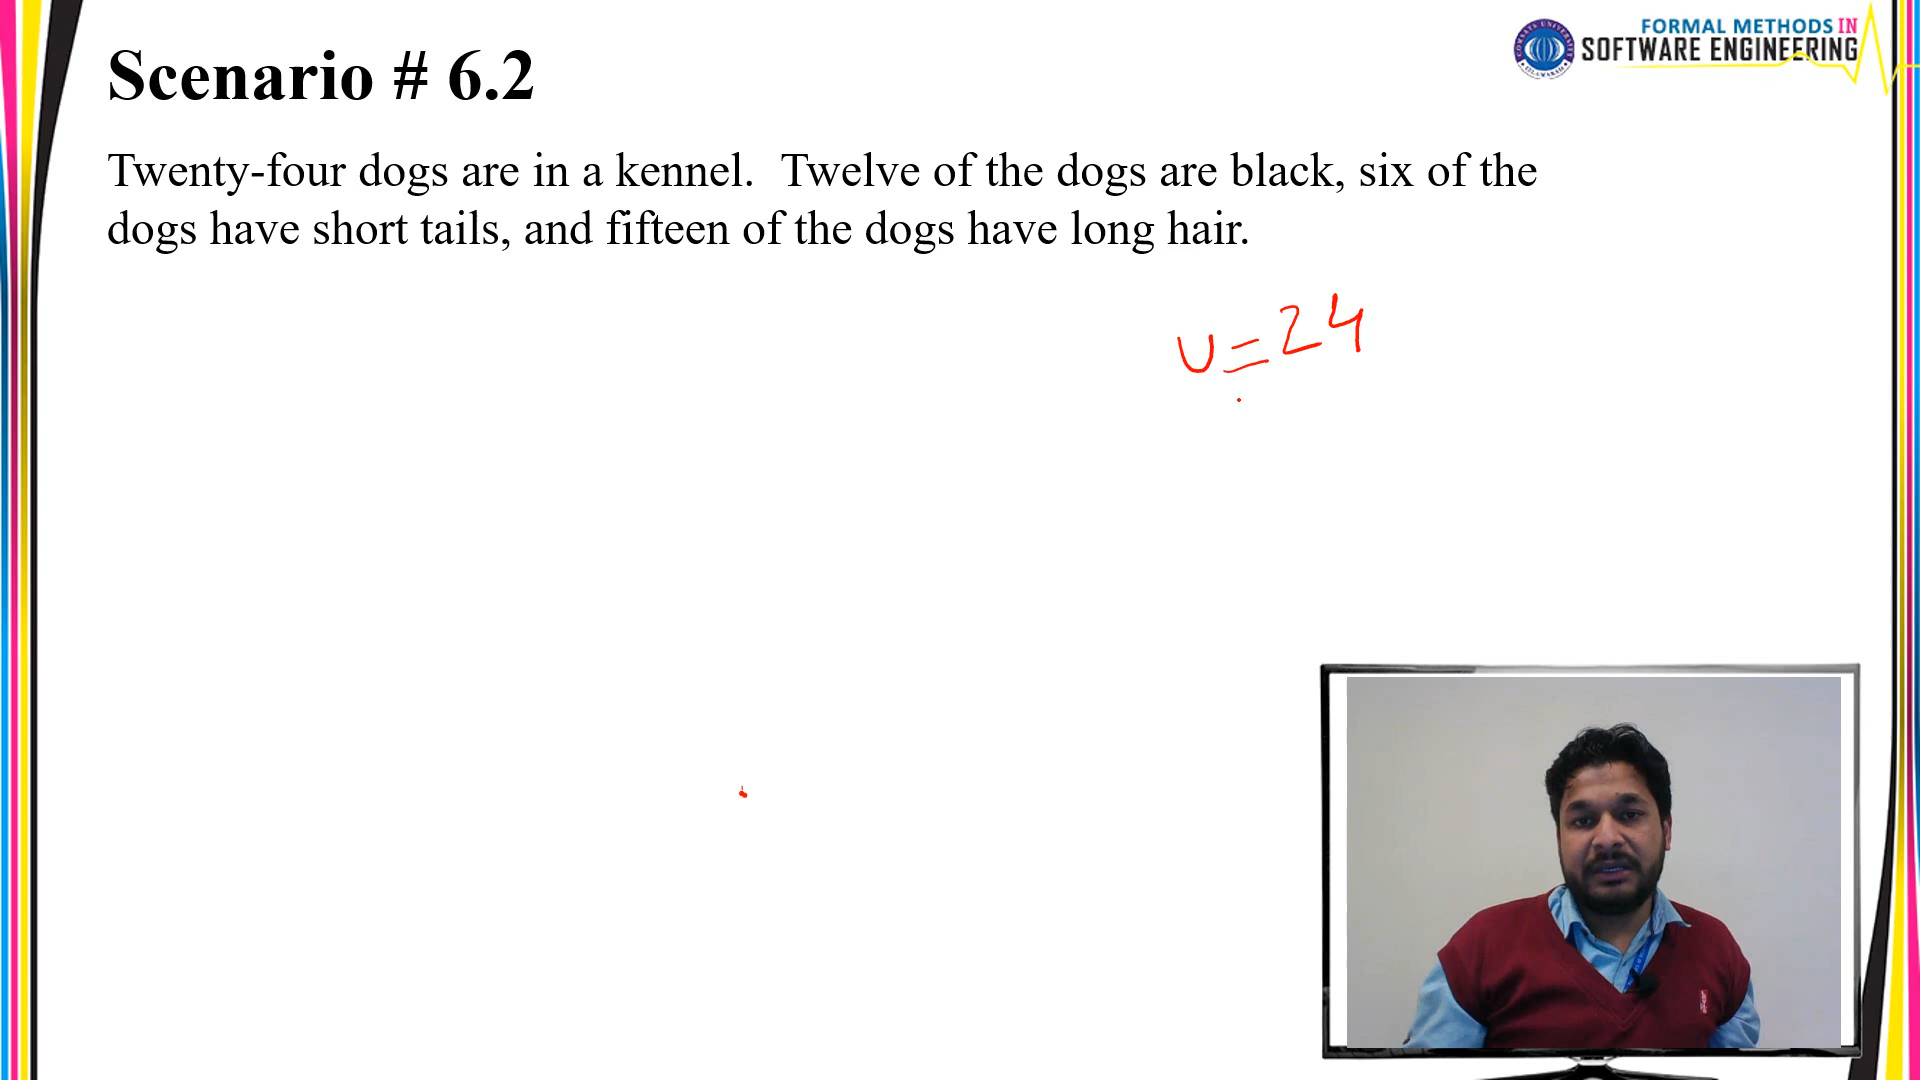 FORMAL METHODS IN
SOFTWARE ENGINEERING
Scenario # 6.2
Twenty-four dogs are in a kennel. Twelve of the dogs are black, six of the
dogs have short tails, and fifteen of the dogs have long hair.
U=24